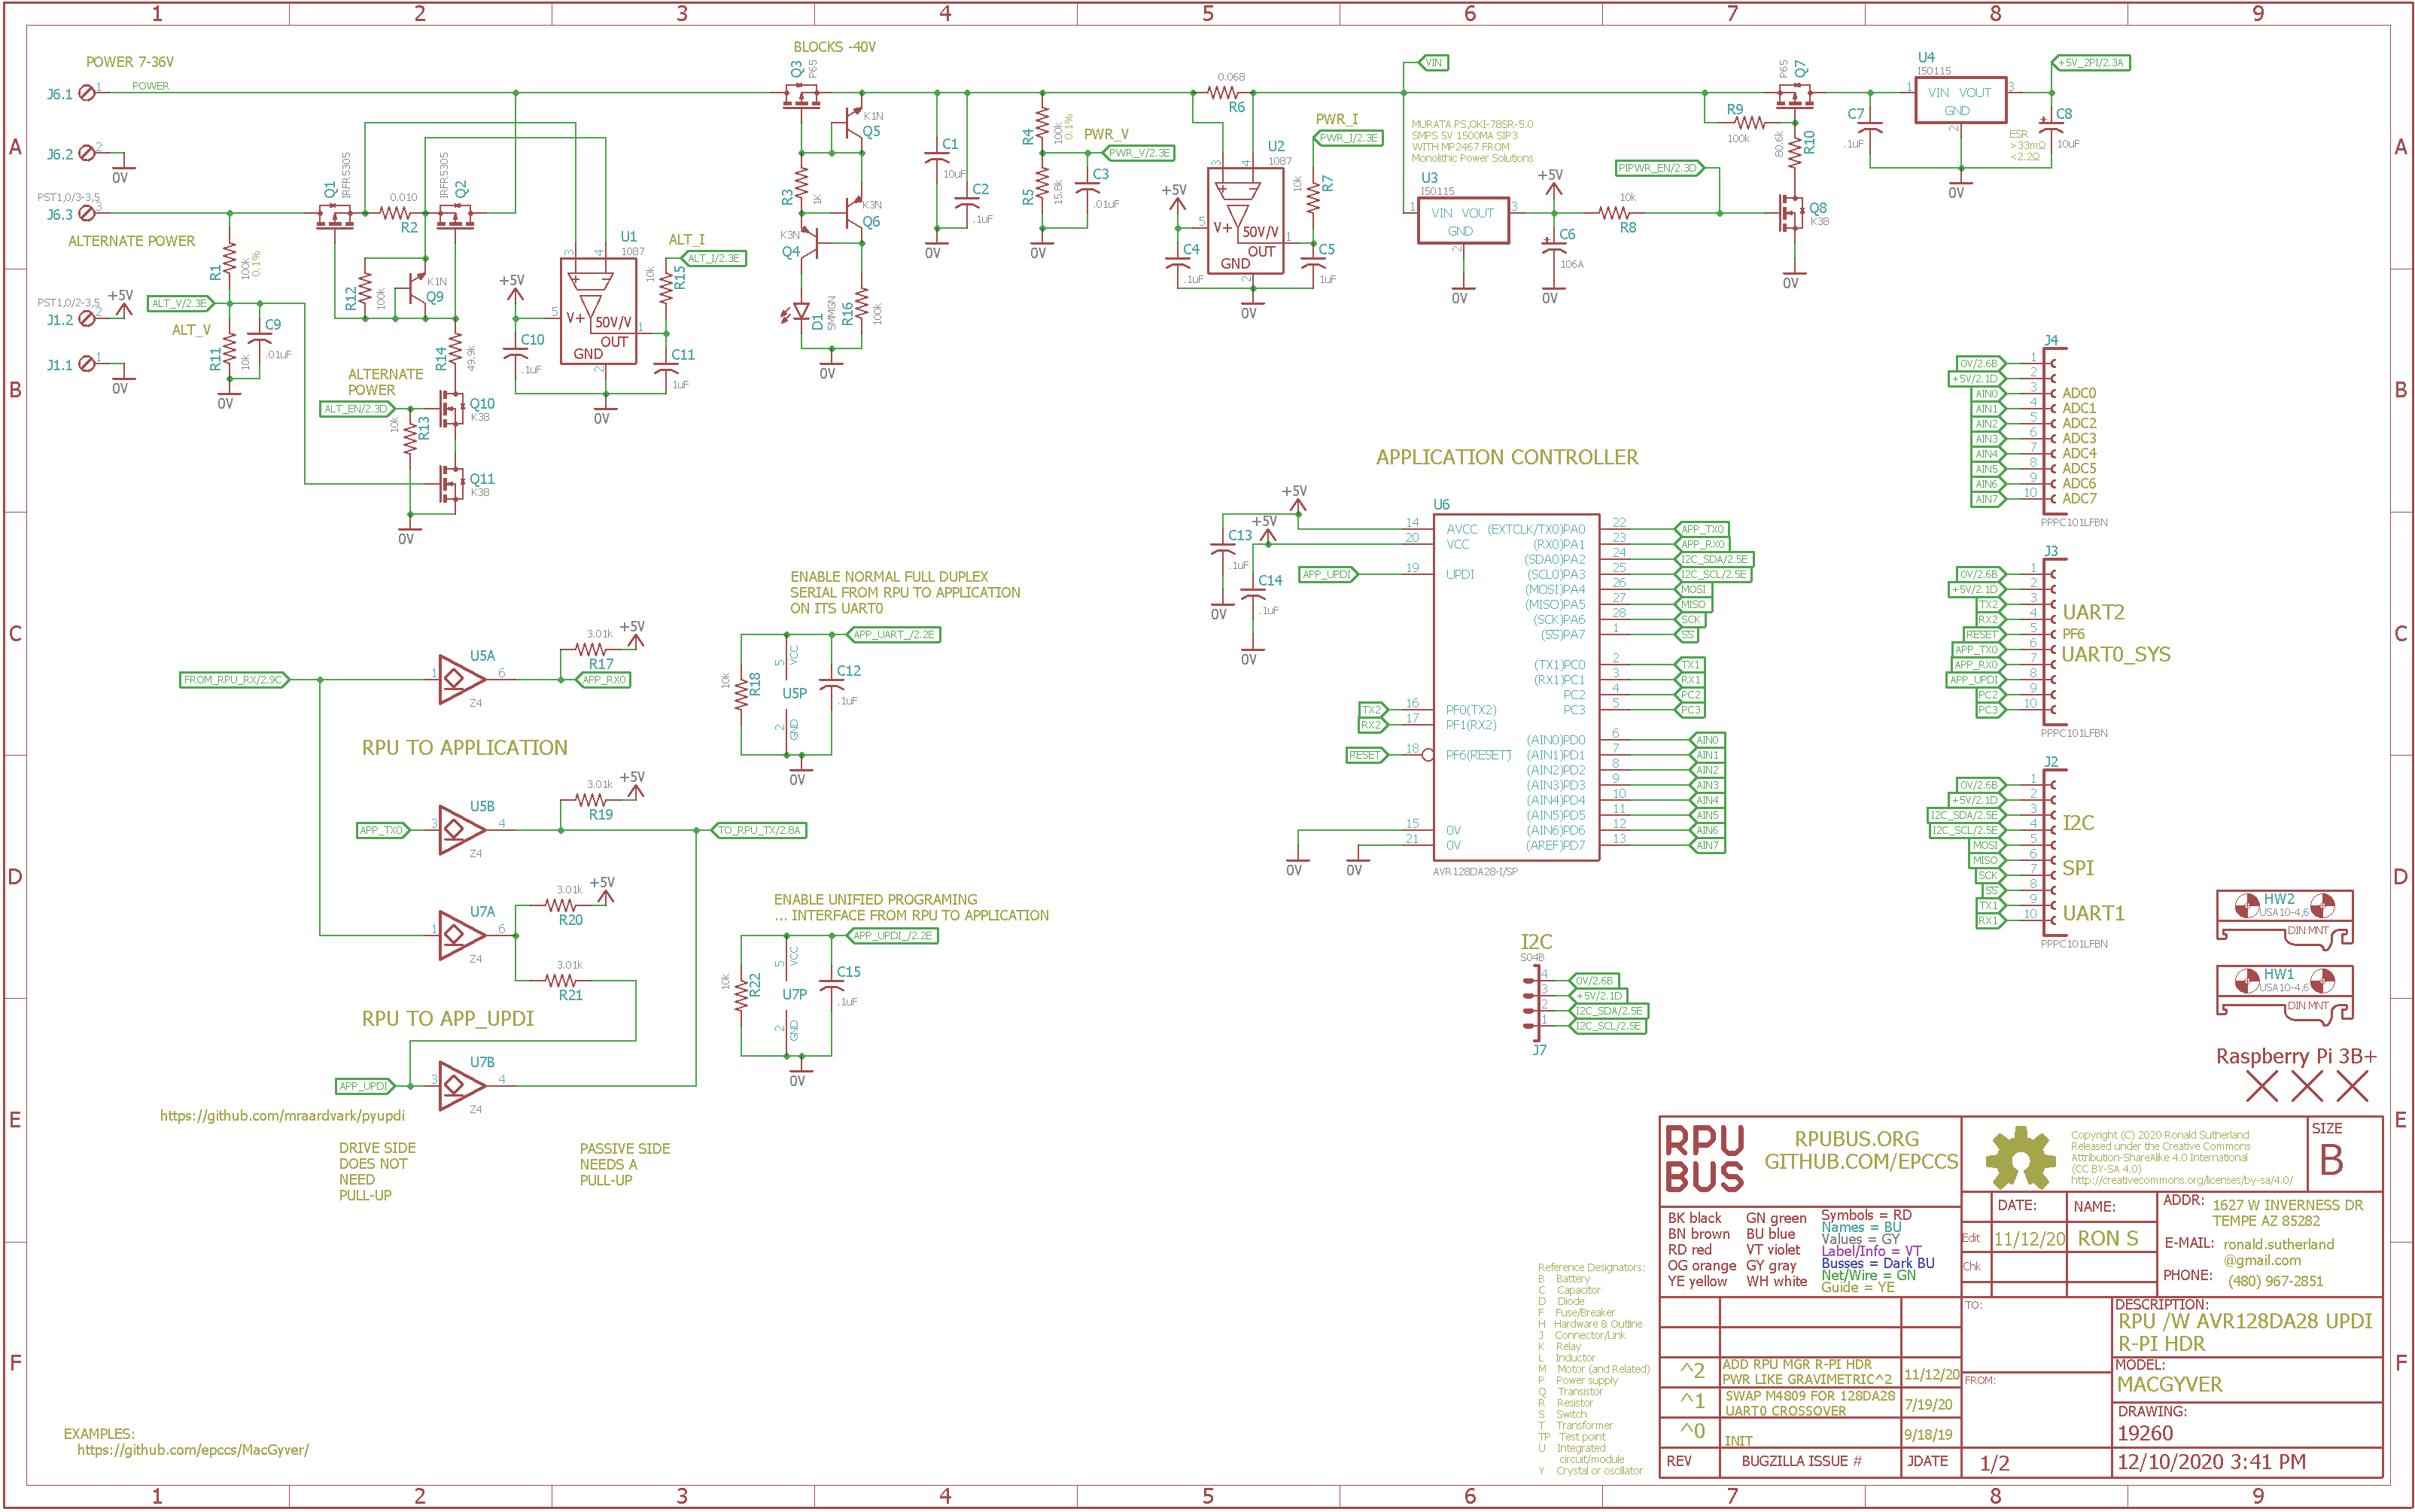 1 2 3 4 5 6 7 8 9
A
B
C
D
E
F
POWER 7-36V
J6.1
1
POWER
J6.2
2
0V
PST1,0/3-3,5
J6.3
3
ALTERNATE POWER
PST1,0/2-3,5
+5V
J1.2
2
J1.1
1
0V
R1
100k
0.1%
ALT_V/2.3E
ALT_V
R11
10k
C9
.01uF
0V
Q1
IRFR5305
0.010
R2
Q2
IRFR5305
R12
100k
K1N
Q9
R14
49.9k
ALTERNATE
POWER
ALT_EN/2.3D
10k
R13
Q10
K38
Q11
K38
0V
+5V
C10
.1uF
U1
1087
3
4
5
V+
50V/V
OUT
1
GND
2
0V
ALT_I
ALT_I/2.3E
10k
R15
C11
1uF
BLOCKS -40V
Q3
P65
K1N
Q5
R3
1K
K3N
Q6
K3N
Q4
D1
5MMGN
R16
100k
0V
C1
10uF
C2
.1uF
0V
R4
100k
0.1%
PWR_V
PWR_V/2.3E
R5
15.8k
C3
.01uF
0V
0.068
R6
+5V
C4
.1uF
U2
1087
3
4
5
V+
50V/V
OUT
1
GND
2
0V
PWR_I
PWR_I/2.3E
10k
R7
C5
1uF
VIN
MURATA PS,OKI-78SR-5.0
SMPS 5V 1500MA SIP3
WITH MP2467 FROM
Monolithic Power Solutions
U3
I50115
1
VIN VOUT
3
GND
2
0V
+5V
C6
106A
0V
10k
R8
PIPWR_EN/2.3D
R9
100k
P65
Q7
80.6k
R10
Q8
K38
0V
C7
.1uF
U4
I50115
1
VIN VOUT
3
GND
2
0V
+5V_2PI/2.3A
C8
10uF
ESR
>33mΩ
<2.2Ω
J4
0V/2.6B 1
+5V/2.1D 2
AIN0 3 ADC0
AIN1 4 ADC1
AIN2 5 ADC2
AIN3 6 ADC3
AIN4 7 ADC4
AIN5 8 ADC5
AIN6 9 ADC6
AIN7 10 ADC7
PPPC101LFBN
APPLICATION CONTROLLER
+5V
+5V
C13
.1uF
0V
C14
.1uF
0V
U6
14 AVCC (EXTCLK/TX0)PA0 22 APP_TX0
20 VCC (RX0)PA1 23 APP_RX0
(SDA0)PA2 24 I2C_SDA/2.5E
APP_UPDI 19 UPDI (SCL0)PA3 25 I2C_SCL/2.5E
(MOSI)PA4 26 MOSI
(MISO)PA5 27 MISO
(SCK)PA6 28 SCK
(SS)PA7 1 SS
(TX1)PC0 2 TX1
(RX1)PC1 3 RX1
PC2 4 PC2
TX2 16 PF0(TX2) PC3 5 PC3
RX2 17 PF1(RX2)
(AIN0)PD0 6 AIN0
RESET 18 PF6(RESET) (AIN1)PD1 7 AIN1
(AIN2)PD2 8 AIN2
(AIN3)PD3 9 AIN3
(AIN4)PD4 10 AIN4
(AIN5)PD5 11 AIN5
15 0V (AIN6)PD6 12 AIN6
21 0V (AREF)PD7 13 AIN7
0V
0V
AVR128DA28-I/SP
J3
0V/2.6B 1
+5V/2.1D 2
TX2 3
RX2 4 UART2
RESET 5 PF6
APP_TX0 6
APP_RX0 7 UART0_SYS
APP_UPDI 8
PC2 9
PC3 10
PPPC101LFBN
J2
0V/2.6B 1
+5V/2.1D 2
I2C_SDA/2.5E 3
I2C_SCL/2.5E 4 I2C
MOSI 5
MISO 6
SCK 7 SPI
SS 8
TX1 9
RX1 10 UART1
PPPC101LFBN
ENABLE NORMAL FULL DUPLEX
SERIAL FROM RPU TO APPLICATION
ON ITS UART0
APP_UART_/2.2E
10k
R18
5
VCC
U5P
2
GND
C12
.1uF
0V
FROM_RPU_RX/2.9C
1
U5A
6
Z4
3.01k
+5V
R17
APP_RX0
RPU TO APPLICATION
APP_TX0
3
U5B
4
Z4
3.01k
+5V
R19
TO_RPU_TX/2.8A
1
U7A
6
Z4
3.01k
+5V
R20
3.01k
R21
RPU TO APP_UPDI
APP_UPDI
3
U7B
4
Z4
ENABLE UNIFIED PROGRAMING
... INTERFACE FROM RPU TO APPLICATION
APP_UPDI_/2.2E
10k
R22
5
VCC
U7P
2
GND
C15
.1uF
0V
I2C
S04B
4 0V/2.6B
3 +5V/2.1D
2 I2C_SDA/2.5E
1 I2C_SCL/2.5E
J7
HW2
USA10-4,6
DIN MNT
HW1
USA10-4,6
DIN MNT
Raspberry Pi 3B+
https://github.com/mraardvark/pyupdi
DRIVE SIDE
DOES NOT
NEED
PULL-UP
PASSIVE SIDE
NEEDS A
PULL-UP
EXAMPLES:
https://github.com/epccs/MacGyver/
Reference Designators:
B Battery
C Capacitor
D Diode
F Fuse/Breaker
H Hardware & Outline
J Connector/Link
K Relay
L Inductor
M Motor (and Related)
P Power supply
Q Transistor
R Resistor
S Switch
T Transformer
TP Test point
U Integrated
circuit/module
Y Crystal or oscillator
RPU
BUS
RPUBUS.ORG
GITHUB.COM/EPCCS
Copyright (C) 2020 Ronald Sutherland
Released under the Creative Commons
Attribution-ShareAlike 4.0 International
(CC BY-SA 4.0)
http://creativecommons.org/licenses/by-sa/4.0/
SIZE
B
BK black GN green
BN brown BU blue
RD red VT violet
OG orange GY gray
YE yellow WH white
Symbols = RD
Names = BU
Values = GY
Label/Info = VT
Busses = Dark BU
Net/Wire = GN
Guide = YE
DATE: NAME:
Edit 11/12/20 RON S
Chk
ADDR: 1627 W INVERNESS DR
TEMPE AZ 85282
E-MAIL: ronald.sutherland
@gmail.com
PHONE: (480) 967-2851
TO:
FROM:
DESCRIPTION:
RPU /W AVR128DA28 UPDI
R-PI HDR
MODEL:
MACGYVER
DRAWING:
19260
12/10/2020 3:41 PM
^2 ADD RPU MGR R-PI HDR
PWR LIKE GRAVIMETRIC^2 11/12/20
^1 SWAP M4809 FOR 128DA28
UART0 CROSSOVER 7/19/20
^0 INIT 9/18/19
REV BUGZILLA ISSUE # JDATE
1/2
1 2 3 4 5 6 7 8 9